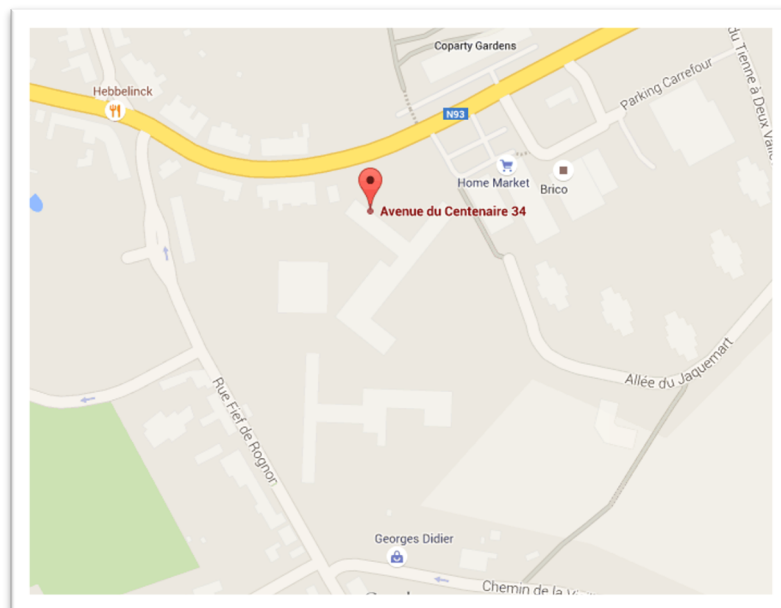 Coparty Gardens
Hebbelinck
Parking Carrefour
du Tienne à Deux
N93
Home Market
Brico
Avenue du Centenaire 34
Allée du Jaquemart
Rue Fief de Rognon
Georges Didier
Chemin de la